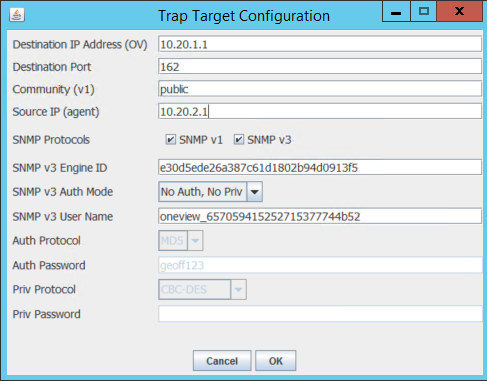 Trap Target Configuration
Destination IP Address (OV) 10.20.1.1
Destination Port 162
Community (v1) public
Source IP (agent) 10.20.2.1
SNMP Protocols SNMP v1 SNMP v3
SNMP v3 Engine ID e30d5ede26a387c61d1802b94d0913f5
SNMP v3 Auth Mode No Auth, No Priv
SNMP v3 User Name oneview_657059415252715377744b52
Auth Protocol MD5
Auth Password geoff123
Priv Protocol CBC-DES
Priv Password
Cancel OK